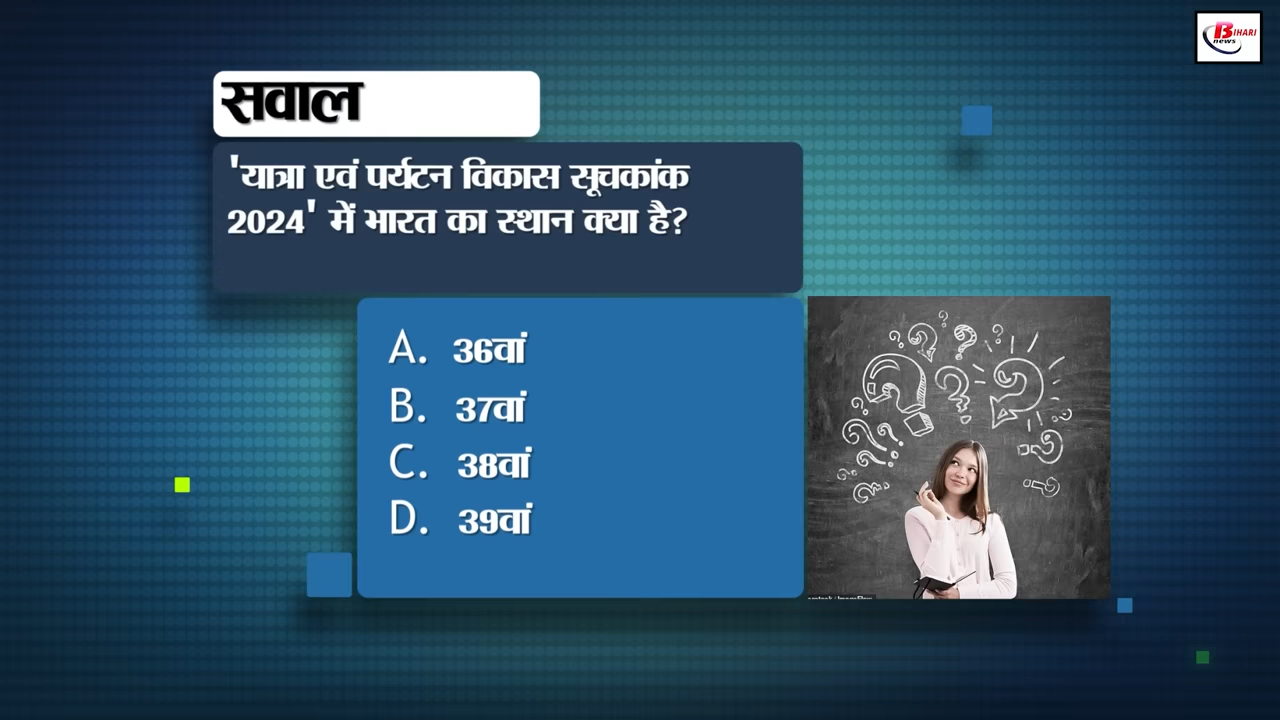 BIHARI
news
सवाल
'यात्रा एवं पर्यटन विकास सूचकांक
2024' में भारत का स्थान क्या है?
A. 36वां
B. 37वां
C. 38वां
D. 39वां